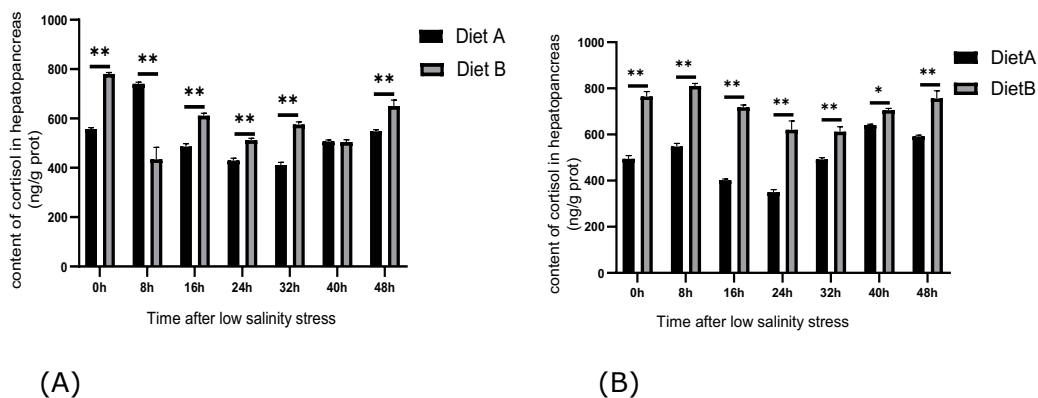 content of cortisol in hepatopancreas
(ng/g prot)
1000
800
600
400
200
0
**
**
**
**
**
**
0h
8h
16h
24h
32h
40h
48h
Time after low salinity stress
Diet A
Diet B
(A)
content of cortisol in hepatopancreas
(ng/g prot)
1000
800
600
400
200
0
**
**
**
**
**
*
**
0h
8h
16h
24h
32h
40h
48h
Time after low salinity stress
DietA
DietB
(B)